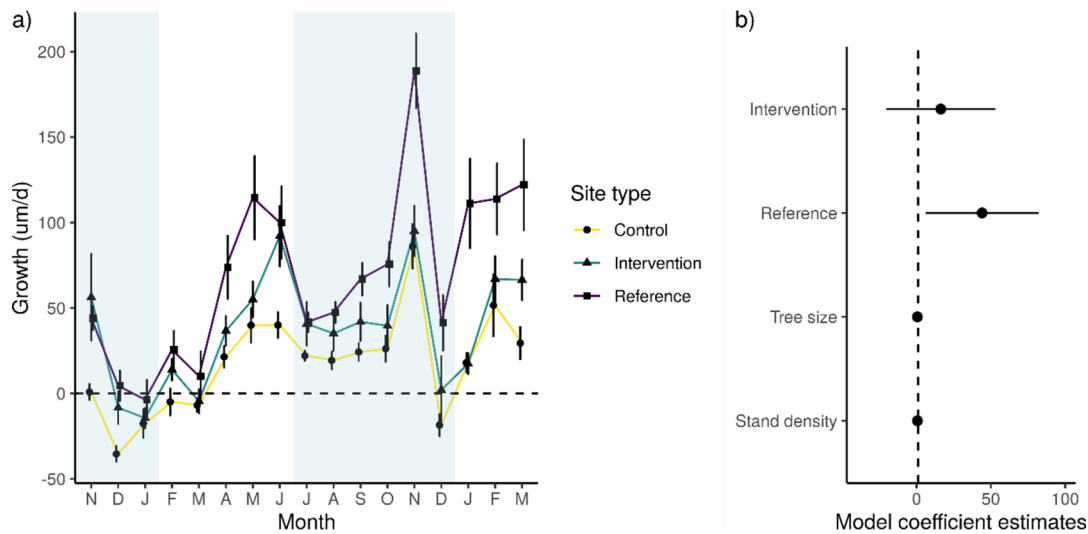 a)
200
150
100
50
0
-50
Growth (um/d)
N D J F M A M J J A S O N D J F M
Month
Site type
Control
Intervention
Reference
b)
Intervention
Reference
Tree size
Stand density
0 50 100
Model coefficient estimates